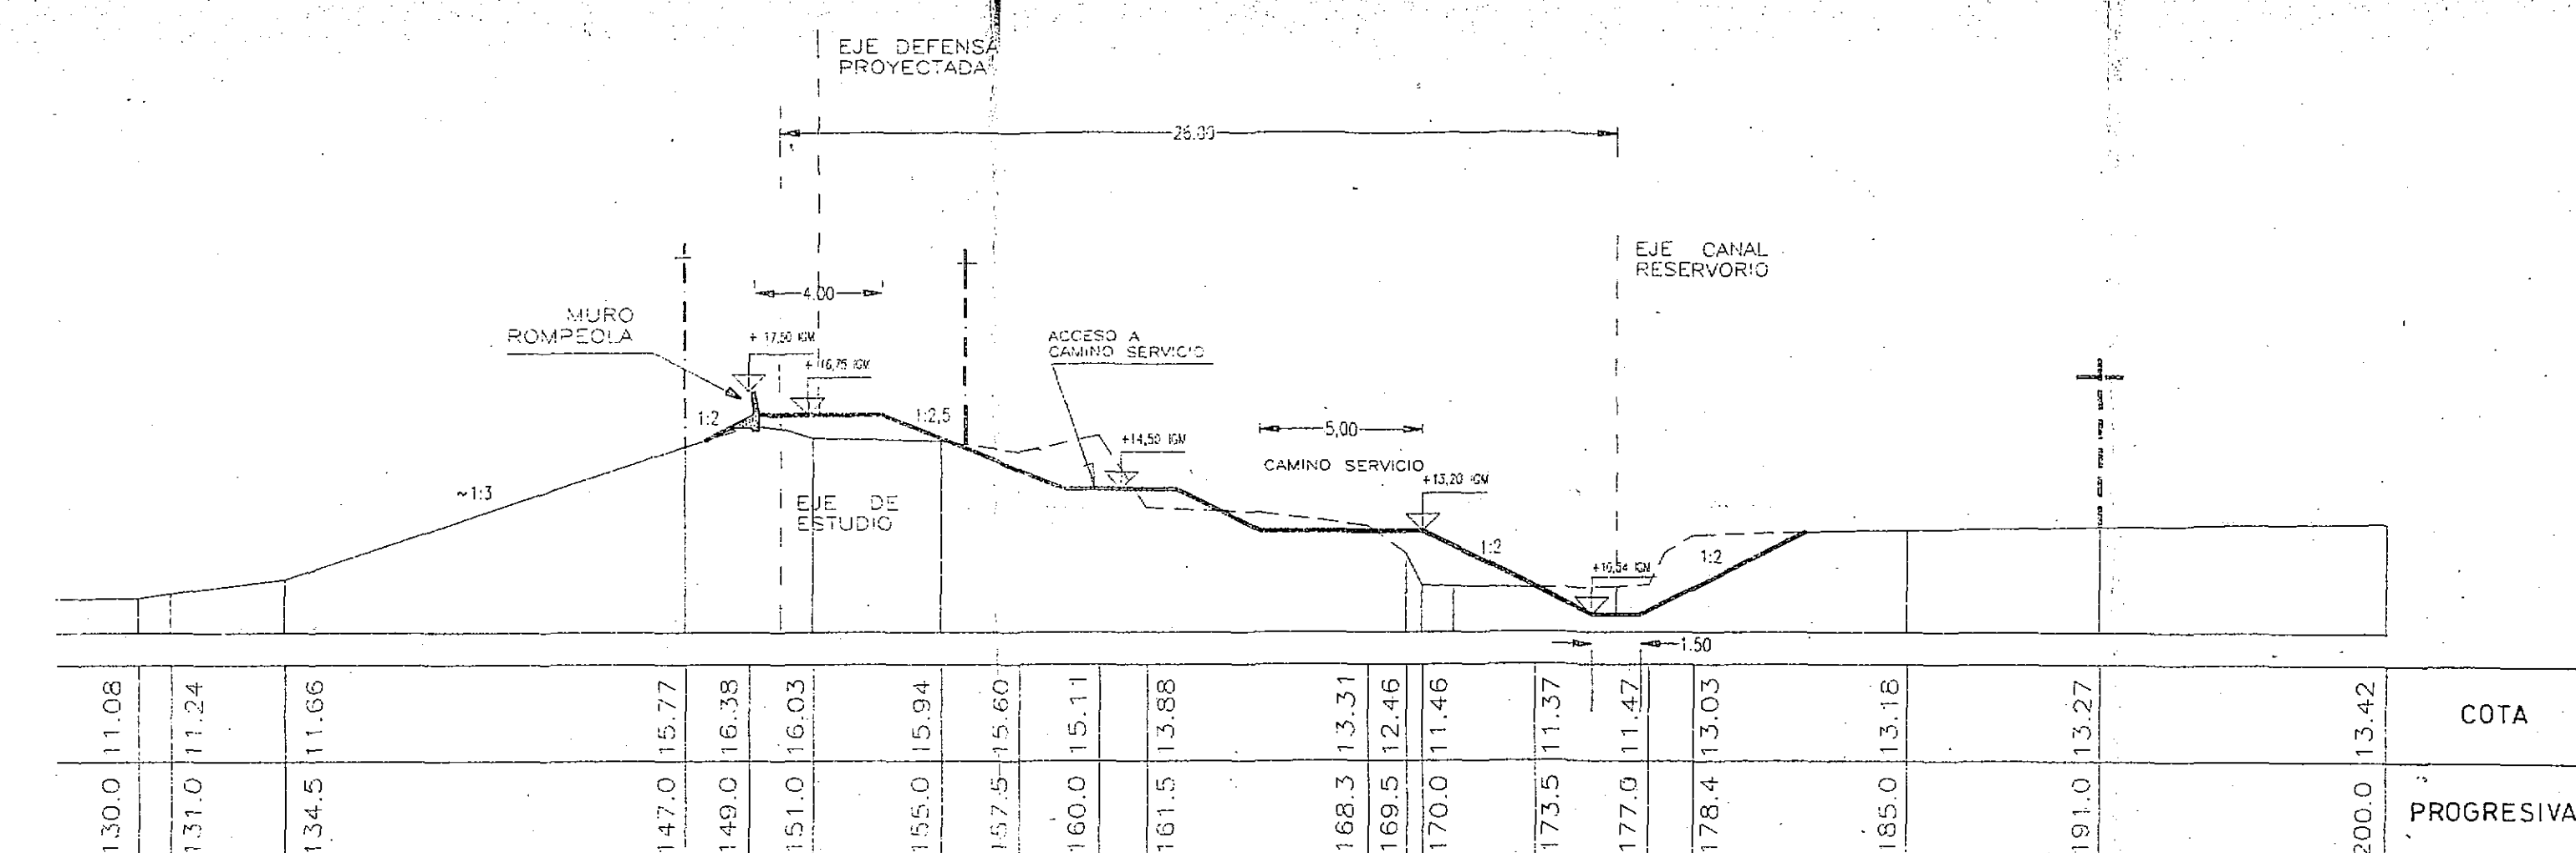 EJE DEFENSA
PROYECTADA
26.00
EJE CANAL
RESERVORIO
4.00
MURO
ROMPEOLA
+ 17,50 IGM
+ 16,75 IGM
ACCESO A
CAMINO SERVICIO
1:2
1:2,5
+14,50 IGM
5,00
CAMINO SERVICIO
+13,20 IGM
~1:3
EJE DE
ESTUDIO
1:2
1:2
+10,54 IGM
1.50
11.08 11.24 11.66 15.77 16.38 16.03 15.94 15.60 15.11 13.88 13.31 12.46 11.46 11.37 11.47 13.03 13.18 13.27 13.42 COTA
130.0 131.0 134.5 147.0 149.0 151.0 155.0 157.5 160.0 161.5 168.3 169.5 170.0 173.5 177.0 178.4 185.0 191.0 200.0 PROGRESIVA